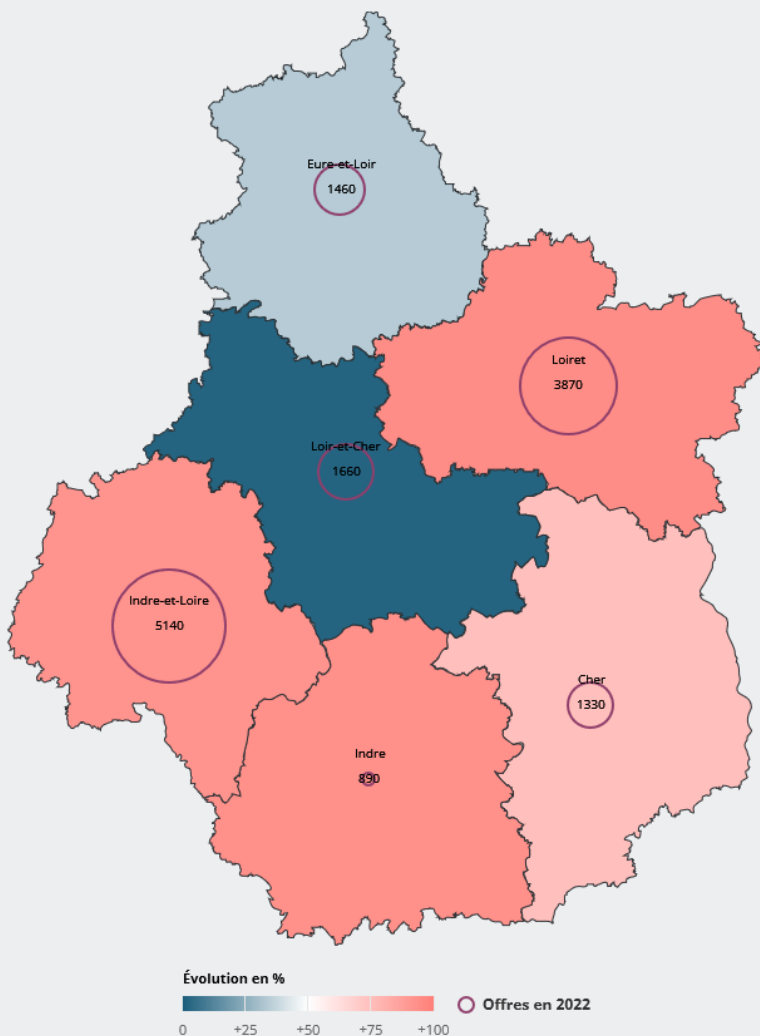 Eure-et-Loir
1460
Loiret
3870
Loir-et-Cher
1660
Indre-et-Loire
5140
Cher
1330
Indre
890
Évolution en %
Offres en 2022
0 +25 +50 +75 +100